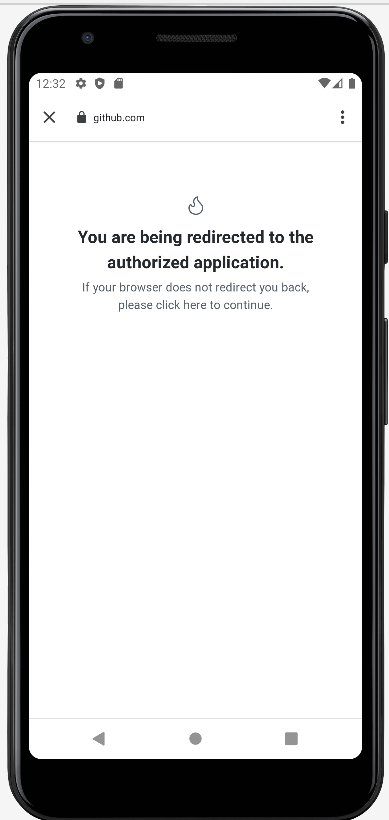 12:32
github.com
You are being redirected to the
authorized application.
If your browser does not redirect you back,
please click here to continue.